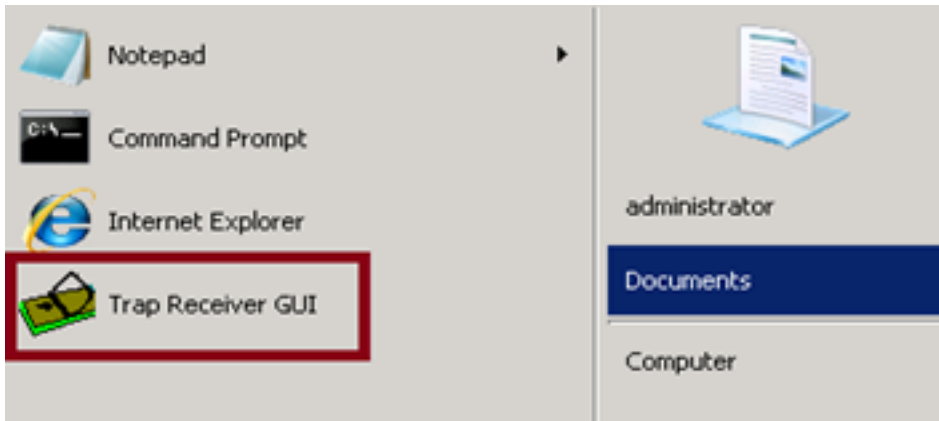 Notepad
C:\_
Command Prompt
Internet Explorer
Trap Receiver GUI
administrator
Documents
Computer